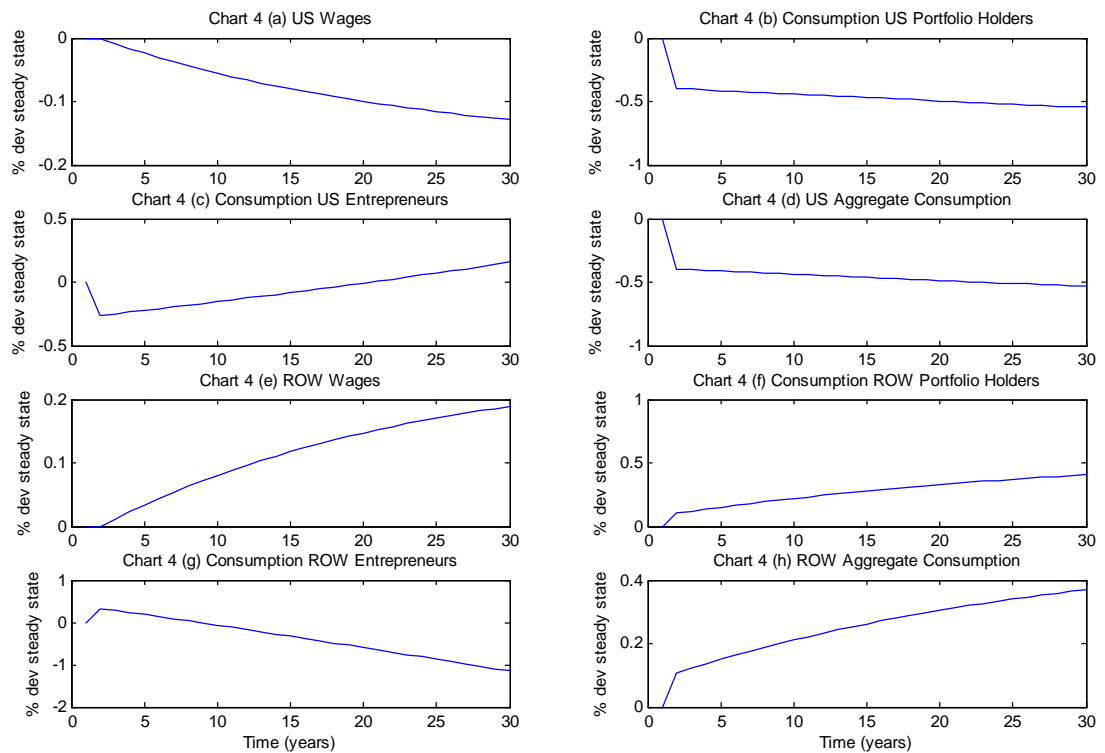 Chart 4 (a) US Wages
% dev steady state
0
-0.1
-0.2
0 5 10 15 20 25 30
Chart 4 (b) Consumption US Portfolio Holders
% dev steady state
0
-0.5
-1
0 5 10 15 20 25 30
Chart 4 (c) Consumption US Entrepreneurs
% dev steady state
0.5
0
-0.5
0 5 10 15 20 25 30
Chart 4 (d) US Aggregate Consumption
% dev steady state
0
-0.5
-1
0 5 10 15 20 25 30
Chart 4 (e) ROW Wages
% dev steady state
0.2
0.1
0
0 5 10 15 20 25 30
Chart 4 (f) Consumption ROW Portfolio Holders
% dev steady state
1
0.5
0
0 5 10 15 20 25 30
Chart 4 (g) Consumption ROW Entrepreneurs
% dev steady state
1
0
-1
-2
0 5 10 15 20 25 30
Time (years)
Chart 4 (h) ROW Aggregate Consumption
% dev steady state
0.4
0.2
0
0 5 10 15 20 25 30
Time (years)